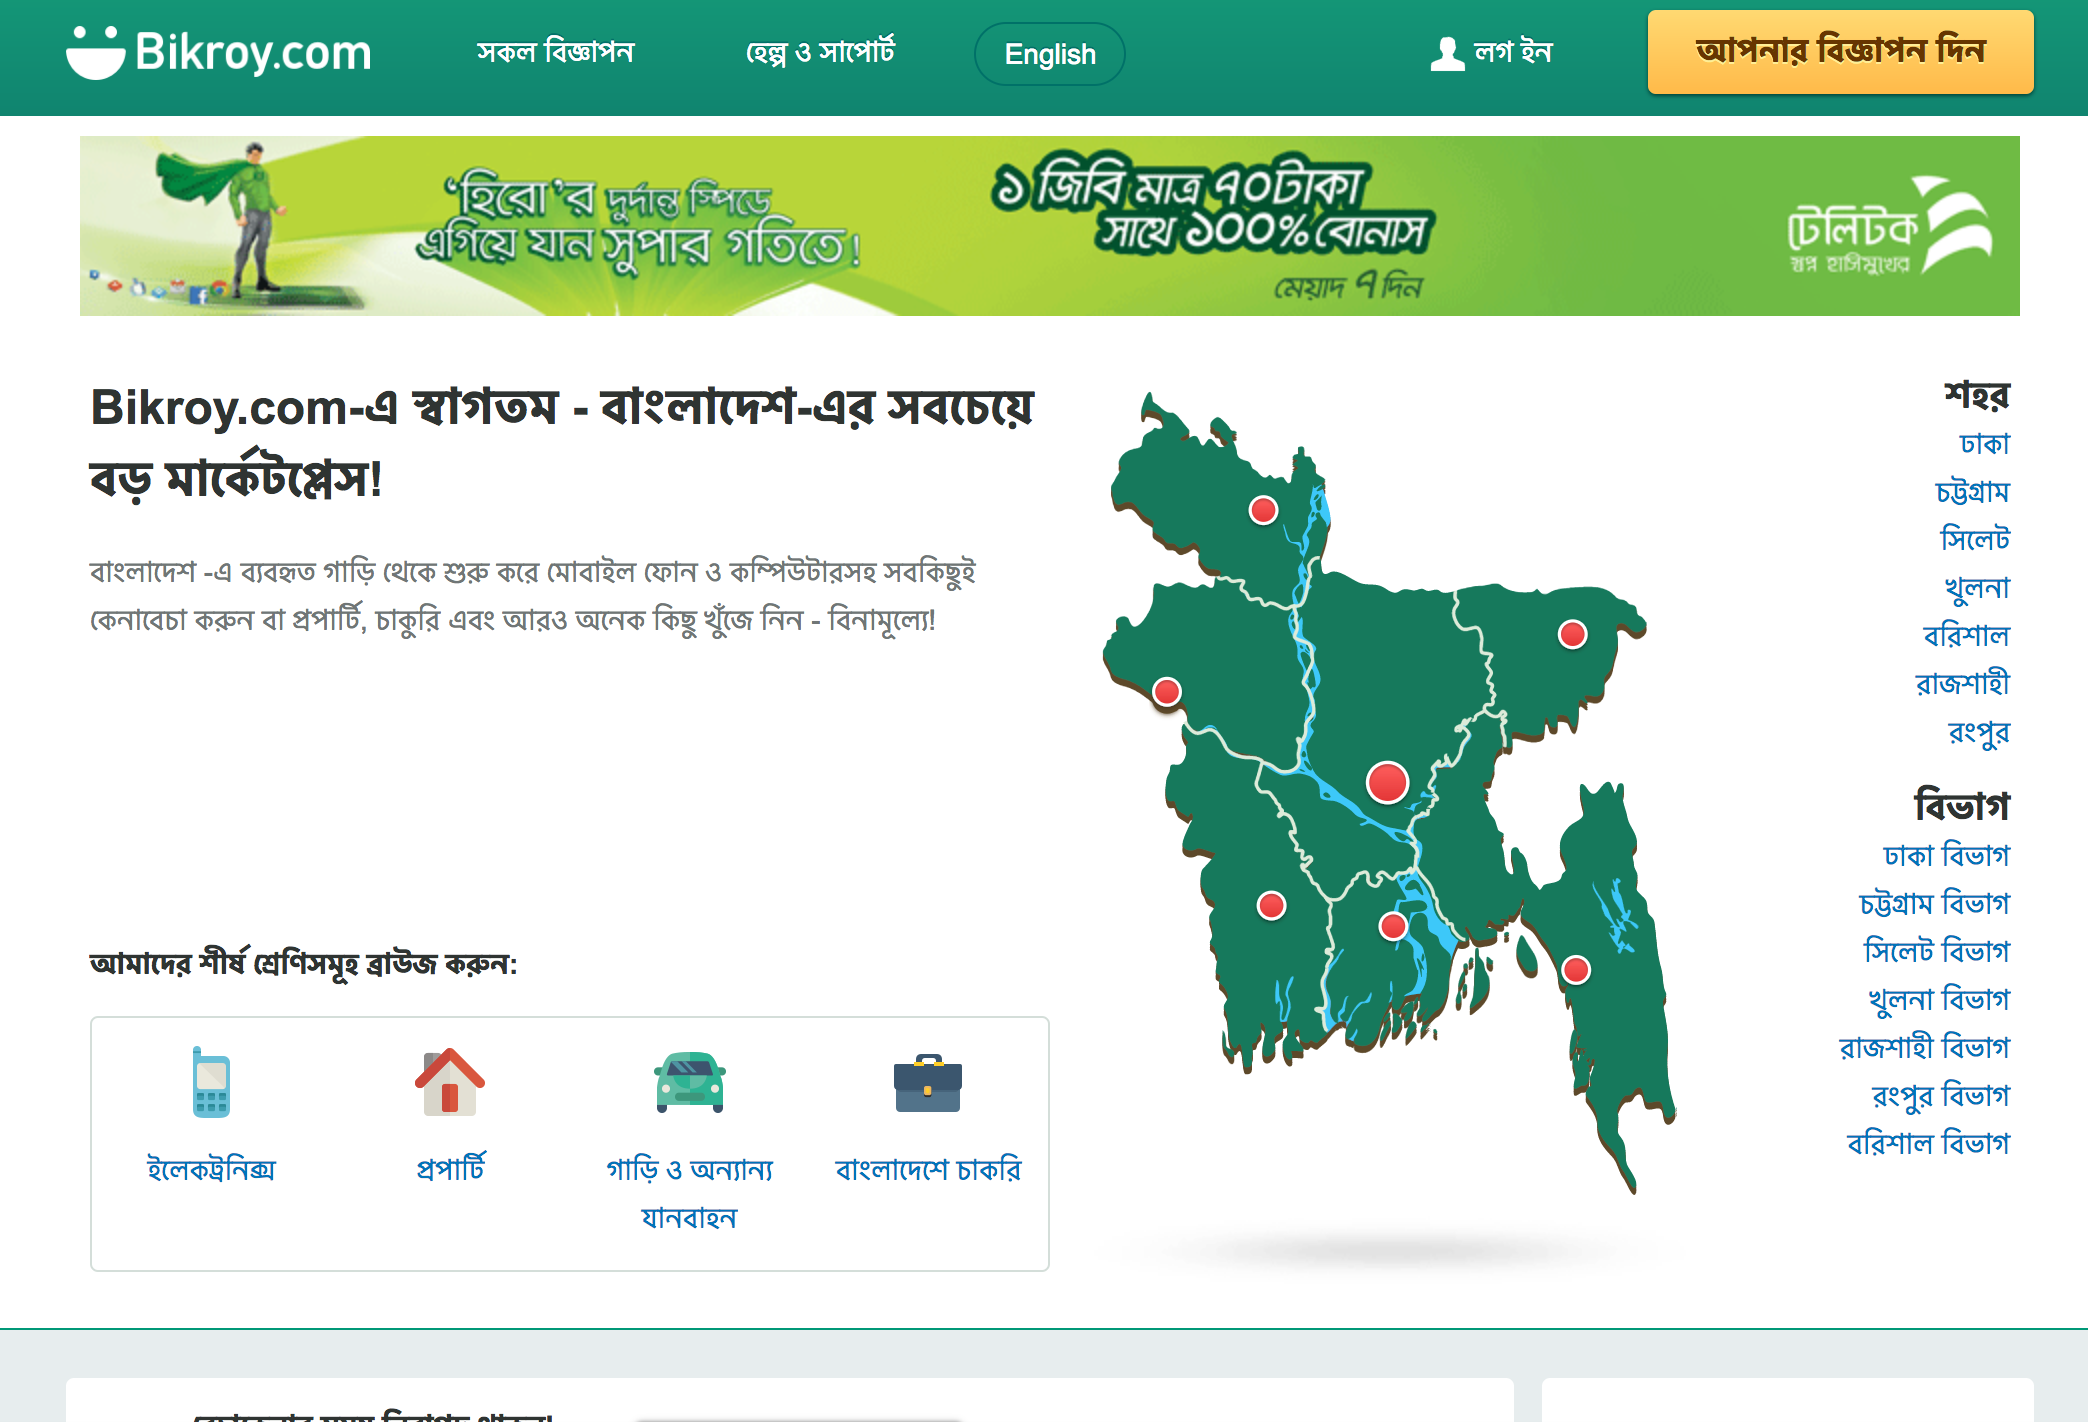 Bikroy.com
সকল বিজ্ঞাপন
হেল্প ও সাপোর্ট
English
লগ ইন
আপনার বিজ্ঞাপন দিন
‘হিরো’র দুর্দান্ত স্পিডে
এগিয়ে যান সুপার গতিতে!
১ জিবি মাত্র ৭০টাকা
সাথে ১০০% বোনাস
মেয়াদ ৭ দিন
টেলিটক
স্বপ্ন হাসিমুখের
Bikroy.com-এ স্বাগতম - বাংলাদেশ-এর সবচেয়ে
বড় মার্কেটপ্লেস!
বাংলাদেশ -এ ব্যবহৃত গাড়ি থেকে শুরু করে মোবাইল ফোন ও কম্পিউটারসহ সবকিছুই
কেনাবেচা করুন বা প্রপার্টি, চাকুরি এবং আরও অনেক কিছু খুঁজে নিন - বিনামূল্যে!
আমাদের শীর্ষ শ্রেণিসমূহ ব্রাউজ করুন:
ইলেকট্রনিক্স
প্রপার্টি
গাড়ি ও অন্যান্য
যানবাহন
বাংলাদেশে চাকরি
শহর
ঢাকা
চট্টগ্রাম
সিলেট
খুলনা
বরিশাল
রাজশাহী
রংপুর
বিভাগ
ঢাকা বিভাগ
চট্টগ্রাম বিভাগ
সিলেট বিভাগ
খুলনা বিভাগ
রাজশাহী বিভাগ
রংপুর বিভাগ
বরিশাল বিভাগ